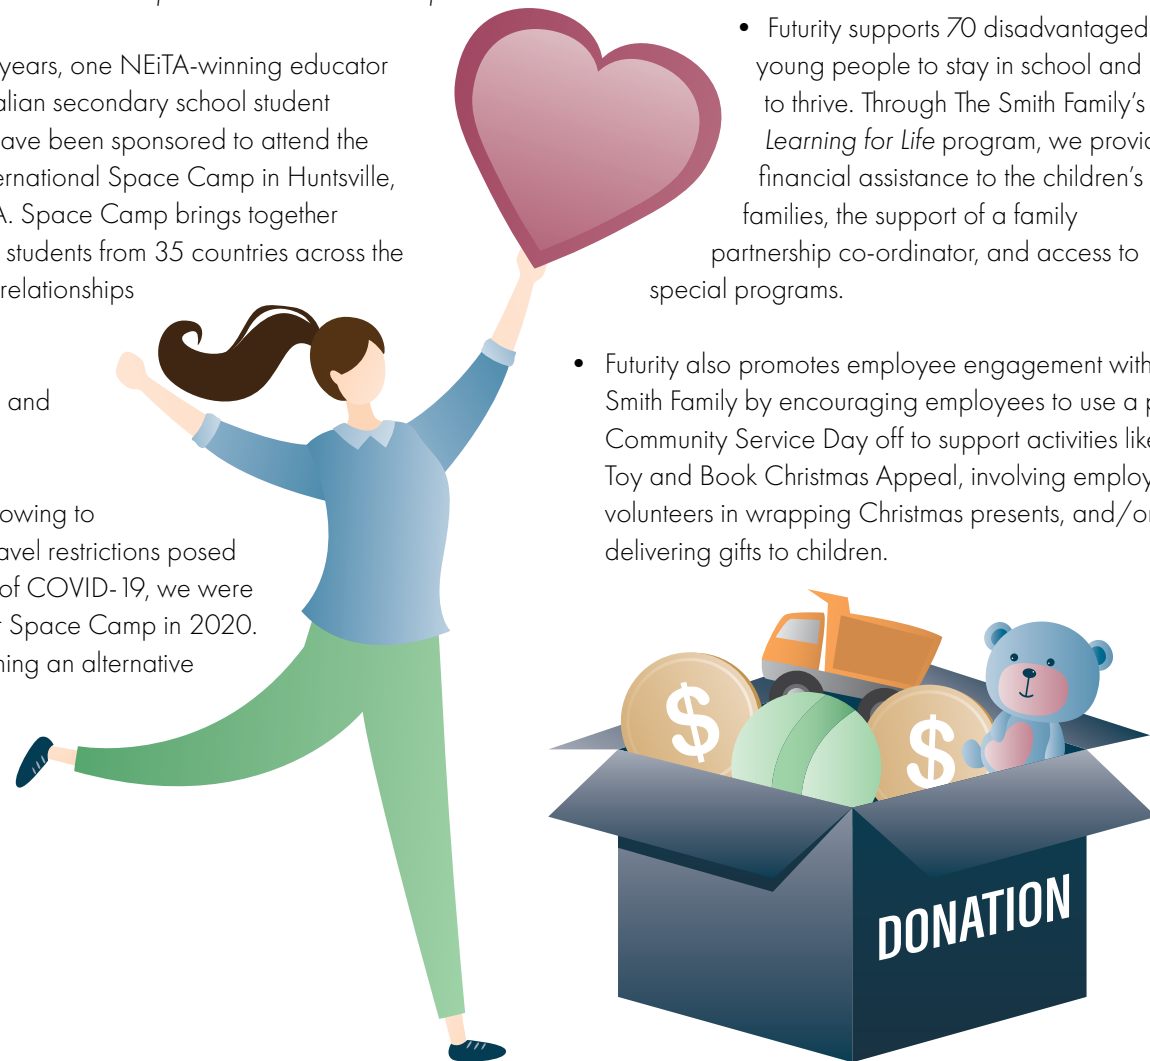 years, one NEiTA-winning educator
alian secondary school student
have been sponsored to attend the
ernational Space Camp in Huntsville,
A. Space Camp brings together
students from 35 countries across the
relationships
and
owing to
avel restrictions posed
of COVID-19, we were
r Space Camp in 2020.
ning an alternative
• Futurity supports 70 disadvantaged
young people to stay in school and
to thrive. Through The Smith Family's
Learning for Life program, we provid
financial assistance to the children's
families, the support of a family
partnership co-ordinator, and access to
special programs.
• Futurity also promotes employee engagement with
Smith Family by encouraging employees to use a p
Community Service Day off to support activities like
Toy and Book Christmas Appeal, involving employ
volunteers in wrapping Christmas presents, and/or
delivering gifts to children.
$
$
DONATION